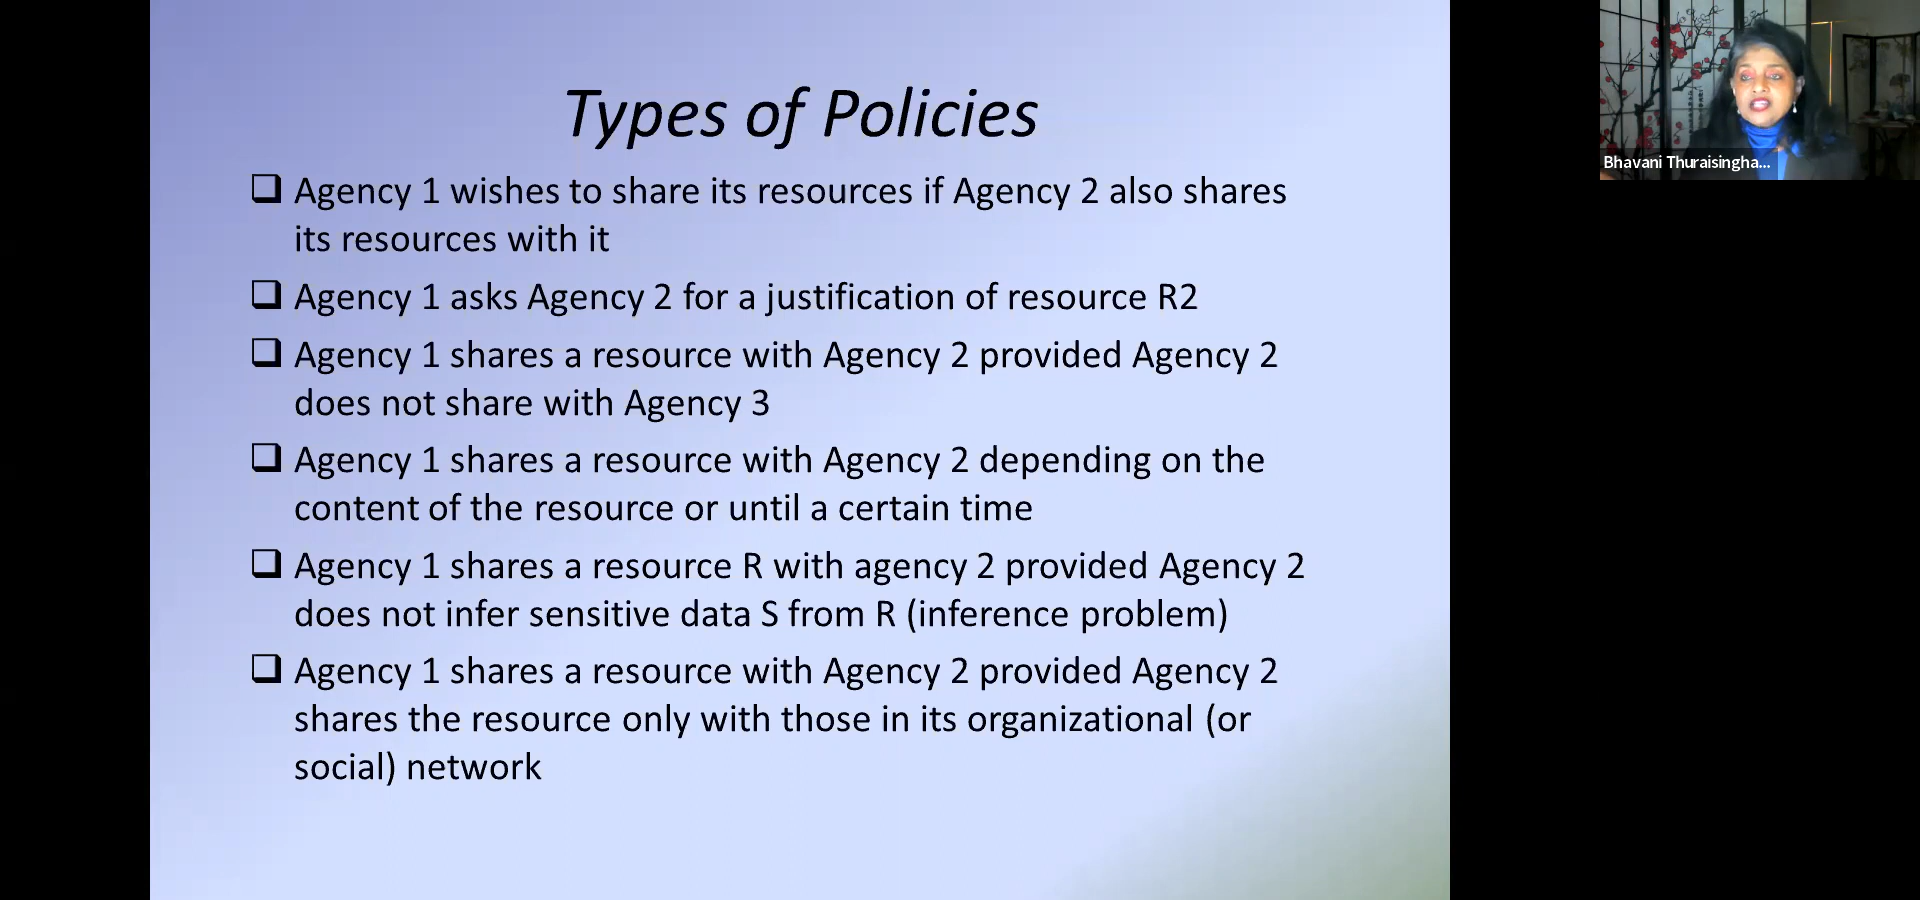 Types of Policies
Agency 1 wishes to share its resources if Agency 2 also shares
its resources with it
Agency 1 asks Agency 2 for a justification of resource R2
Agency 1 shares a resource with Agency 2 provided Agency 2
does not share with Agency 3
Agency 1 shares a resource with Agency 2 depending on the
content of the resource or until a certain time
Agency 1 shares a resource R with agency 2 provided Agency 2
does not infer sensitive data S from R (inference problem)
Agency 1 shares a resource with Agency 2 provided Agency 2
shares the resource only with those in its organizational (or
social) network
Bhavani Thuraisingha...